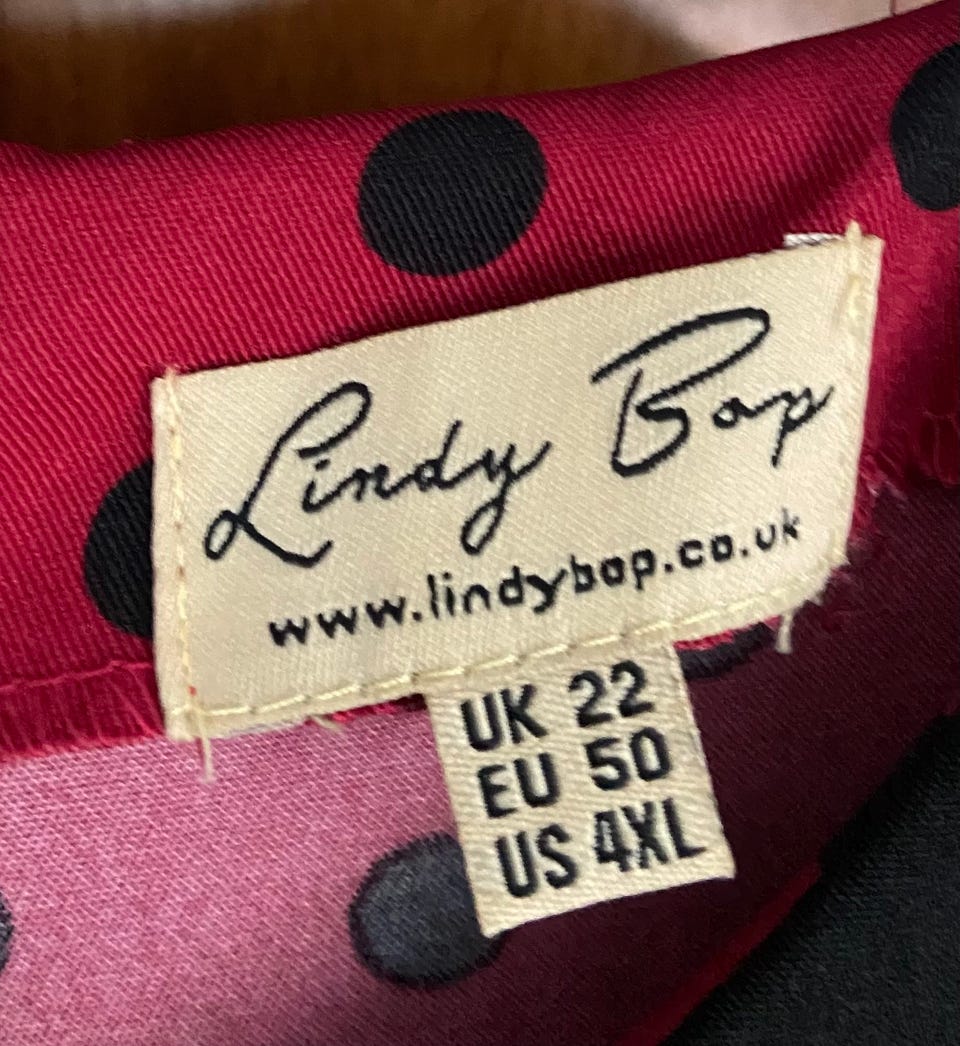 Lindy Bop
www.lindybop.co.uk
UK 22
EU 50
US 4XL